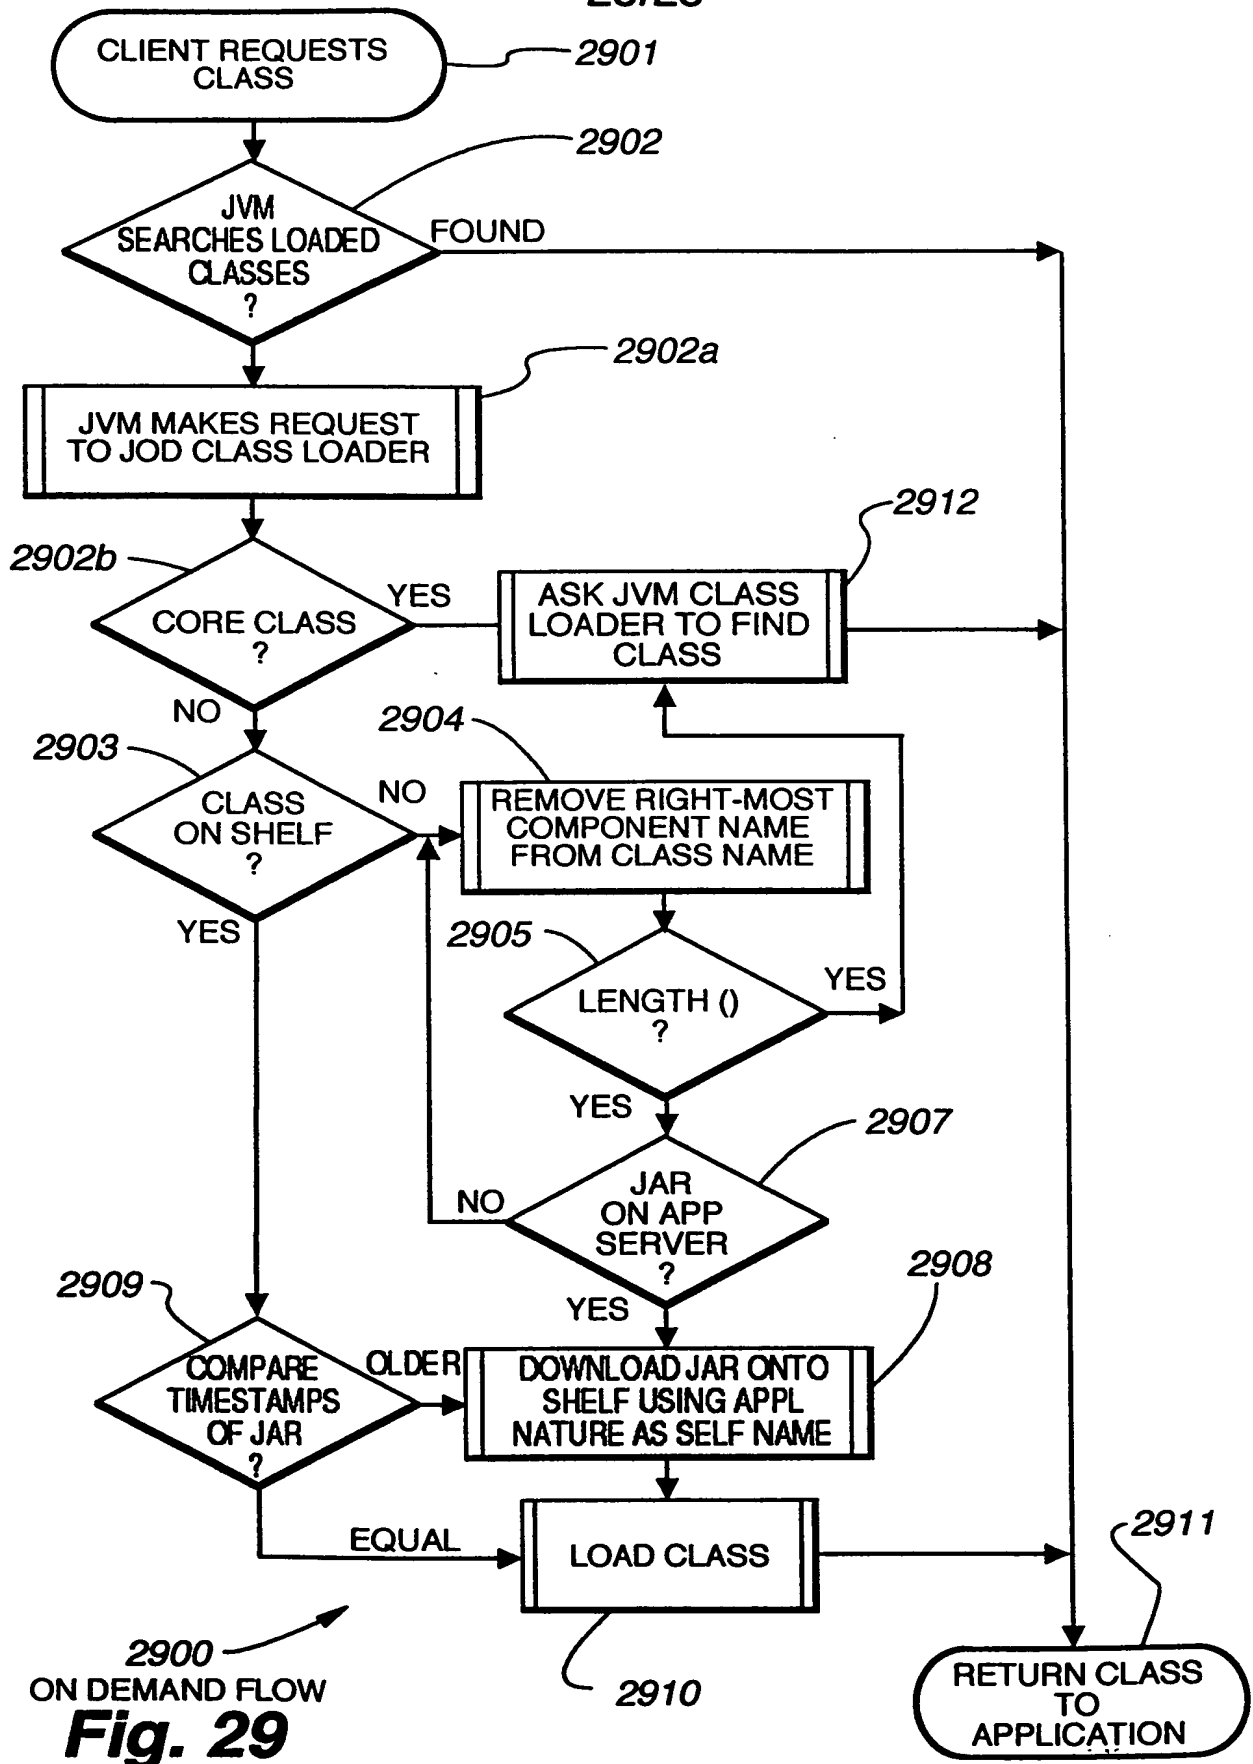 CLIENT REQUESTS
CLASS
2901
2902
JVM
SEARCHES LOADED
CLASSES
?
FOUND
2902a
JVM MAKES REQUEST
TO JOD CLASS LOADER
2912
2902b
CORE CLASS
?
YES
ASK JVM CLASS
LOADER TO FIND
CLASS
NO
2903
2904
CLASS
ON SHELF
?
NO
REMOVE RIGHT-MOST
COMPONENT NAME
FROM CLASS NAME
YES
2905
LENGTH ()
?
YES
YES
2907
JAR
ON APP
SERVER
?
NO
YES
2908
2909
COMPARE
TIMESTAMPS
OF JAR
?
OLDER
DOWNLOAD JAR ONTO
SHELF USING APPL
NATURE AS SELF NAME
EQUAL
LOAD CLASS
2911
2910
2900
ON DEMAND FLOW
Fig. 29
RETURN CLASS
TO
APPLICATION